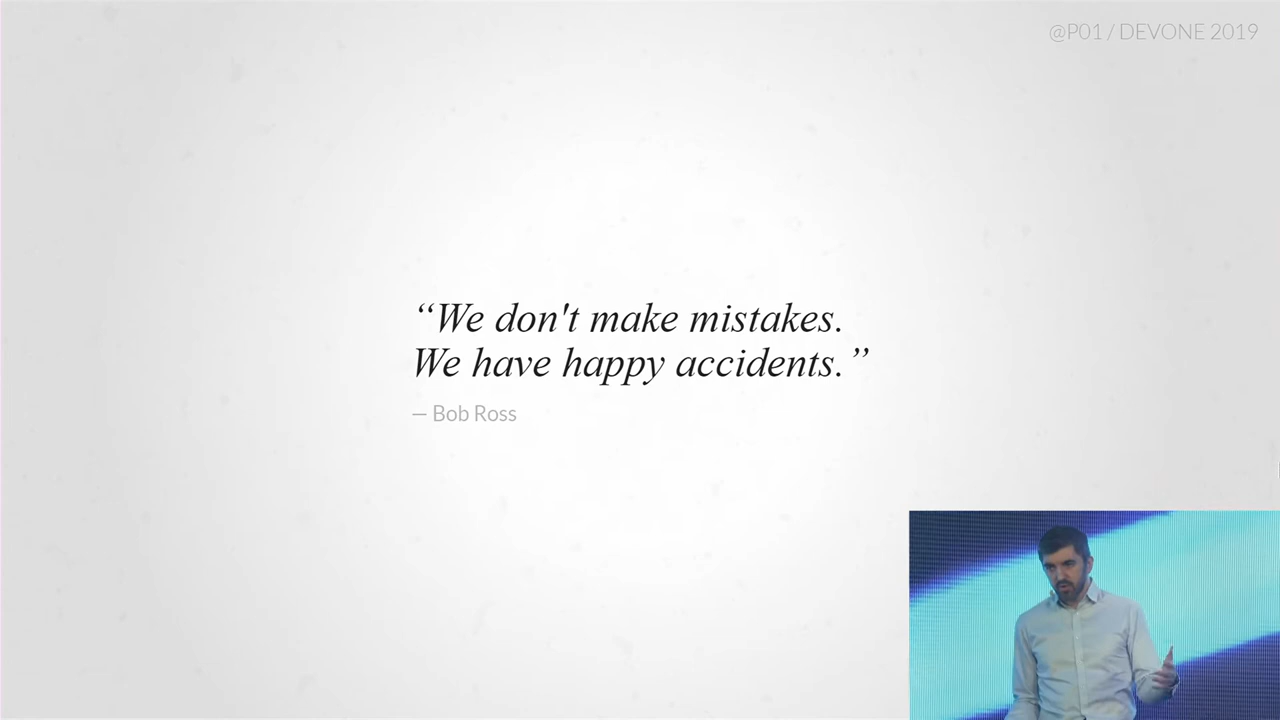 @P01 / DEVONE 2019
“We don't make mistakes.
We have happy accidents.”
— Bob Ross